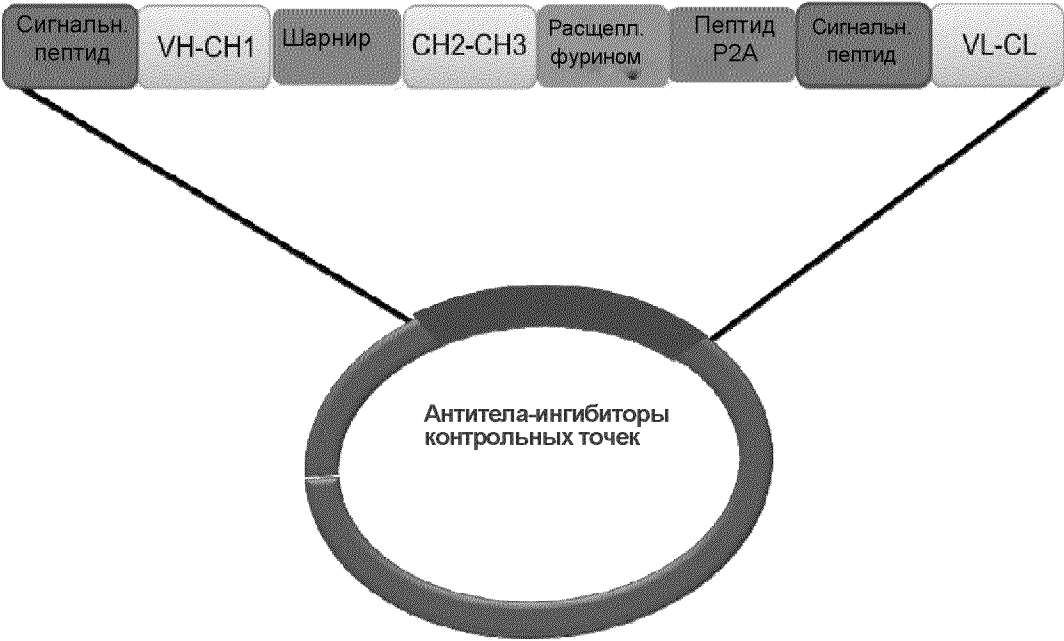 Сигнальн.
пептид
VH-CH1
Шарнир
CH2-CH3
Расщепл.
фурином
Пептид
P2A
Сигнальн.
пептид
VL-CL
Антитела-ингибиторы
контрольных точек